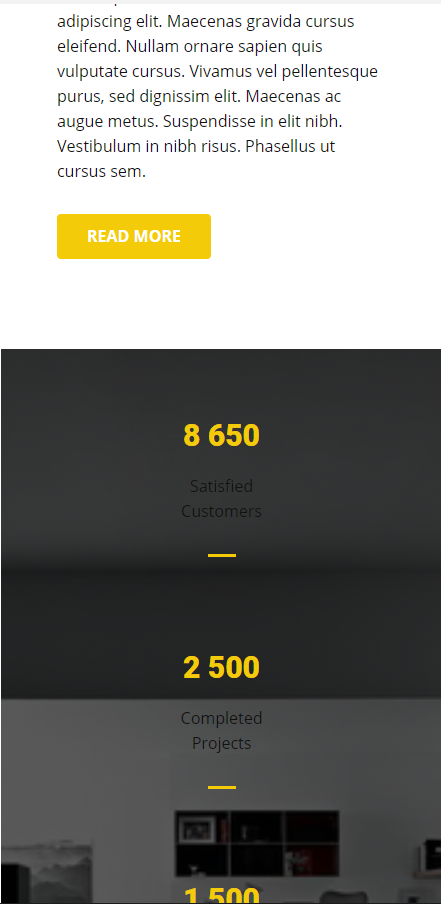 adipiscing elit. Maecenas gravida cursus
eleifend. Nullam ornare sapien quis
vulputate cursus. Vivamus vel pellentesque
purus, sed dignissim elit. Maecenas ac
augue metus. Suspendisse in elit nibh.
Vestibulum in nibh risus. Phasellus ut
cursus sem.
READ MORE
8 650
Satisfied
Customers
2 500
Completed
Projects
1 500